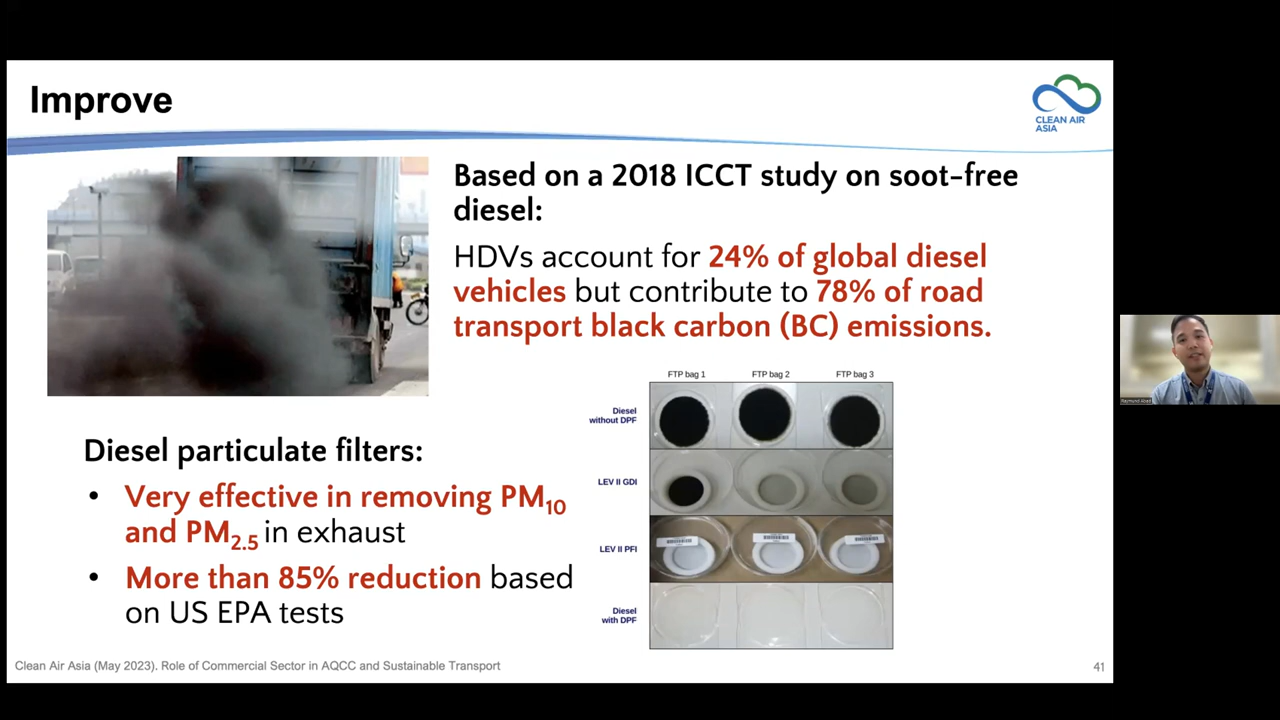 Improve
CLEAN AIR
ASIA
Based on a 2018 ICCT study on soot-free
diesel:
HDVs account for 24% of global diesel
vehicles but contribute to 78% of road
transport black carbon (BC) emissions.
Diesel particulate filters:
• Very effective in removing PM10
and PM2.5 in exhaust
• More than 85% reduction based
on US EPA tests
FTP bag 1 FTP bag 2 FTP bag 3
Diesel
without DPF
LEV II GDI
LEV II PFI
Diesel
with DPF
Clean Air Asia (May 2023). Role of Commercial Sector in AQCC and Sustainable Transport
41